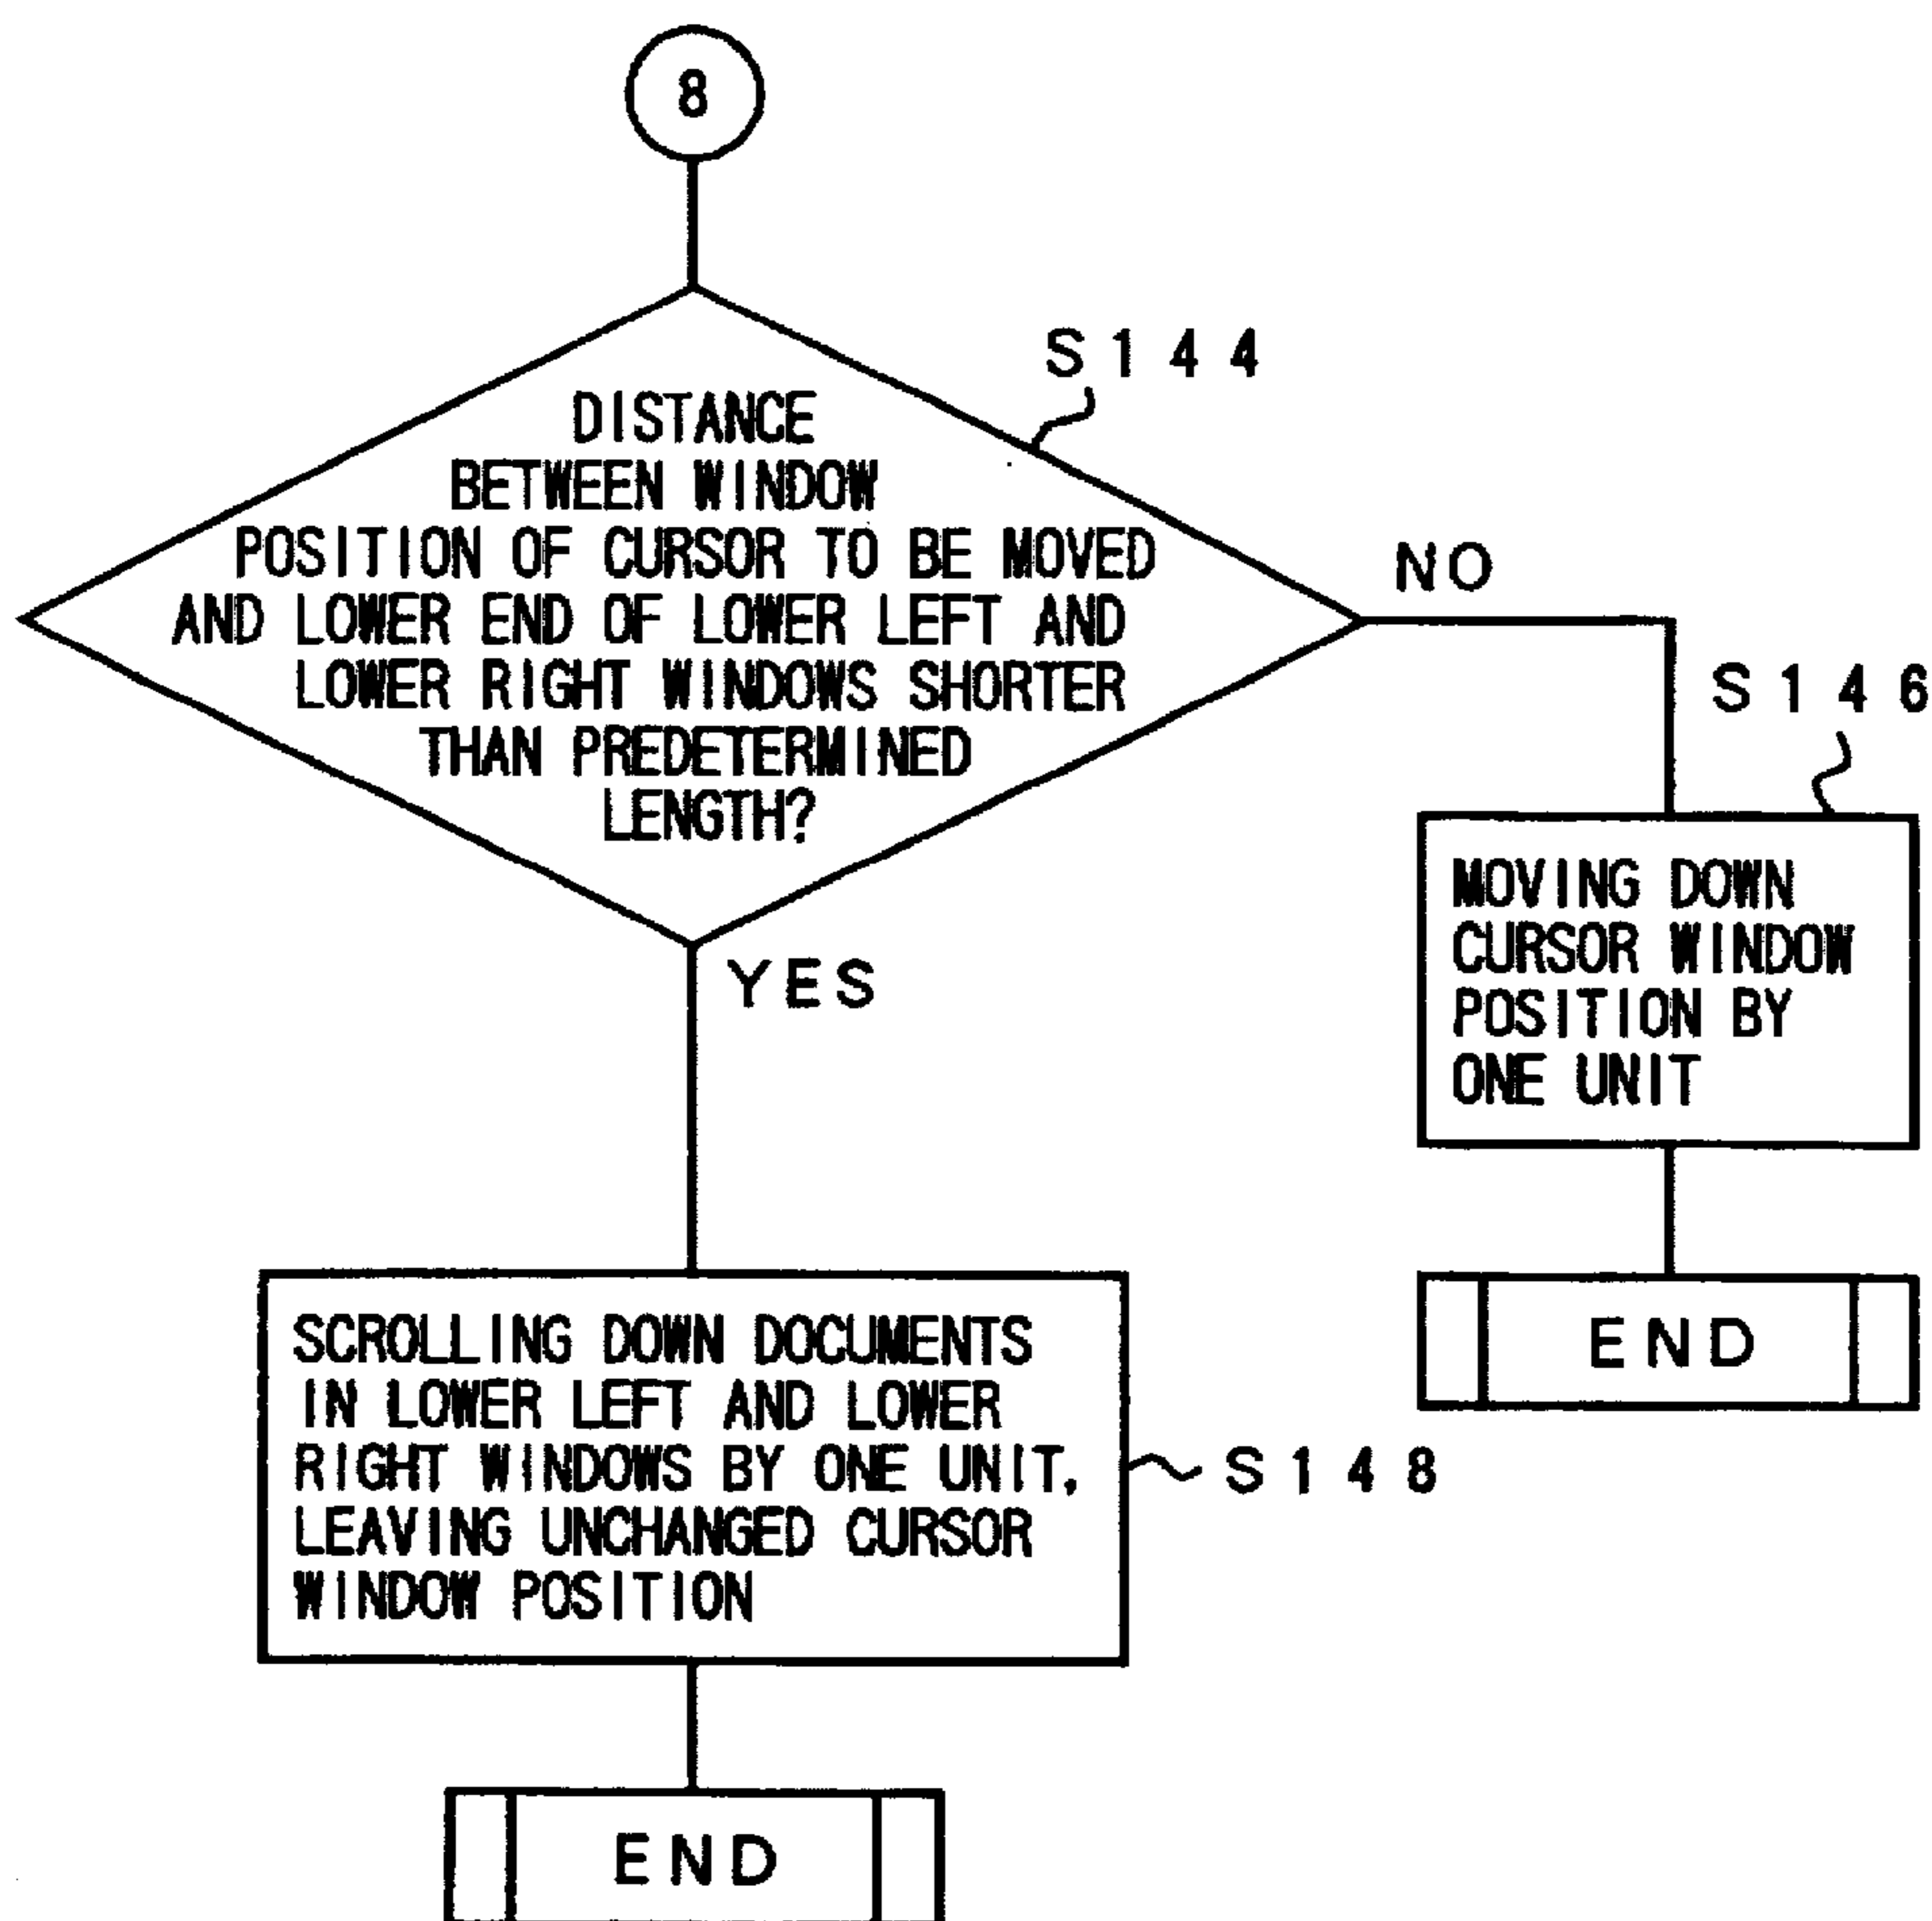 8
S144
DISTANCE
BETWEEN WINDOW
POSITION OF CURSOR TO BE MOVED
AND LOWER END OF LOWER LEFT AND
LOWER RIGHT WINDOWS SHORTER
THAN PREDETERMINED
LENGTH?
NO
S146
MOVING DOWN
CURSOR WINDOW
POSITION BY
ONE UNIT
END
YES
SCROLLING DOWN DOCUMENTS
IN LOWER LEFT AND LOWER
RIGHT WINDOWS BY ONE UNIT,
LEAVING UNCHANGED CURSOR
WINDOW POSITION
S148
END